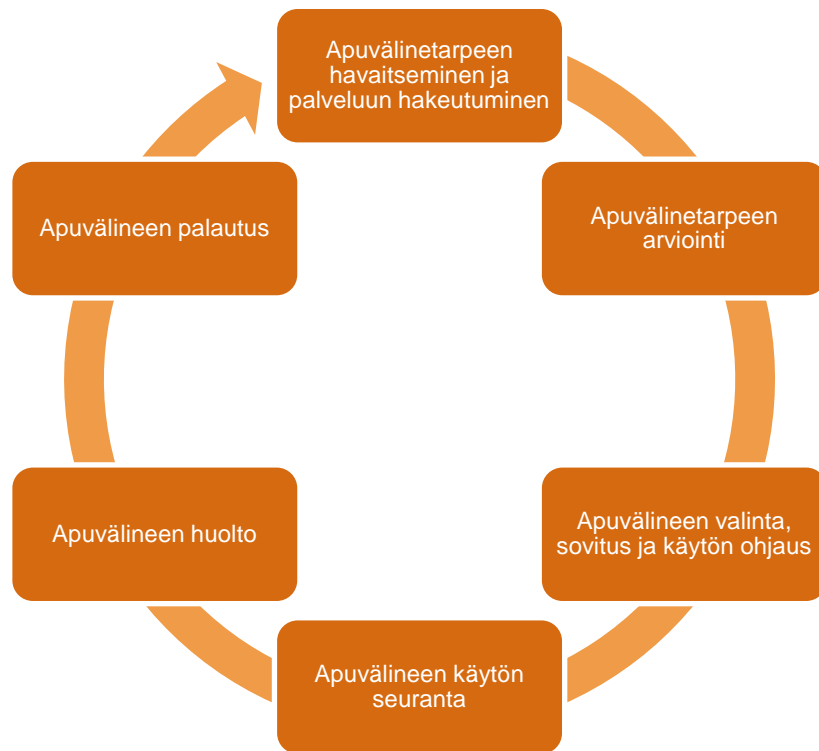 Apuvälinetarpeen
havaitseminen ja
palveluun hakeutuminen
Apuvälinetarpeen
arviointi
Apuvälineen valinta,
sovitus ja käytön ohjaus
Apuvälineen käytön
seuranta
Apuvälineen huolto
Apuvälineen palautus